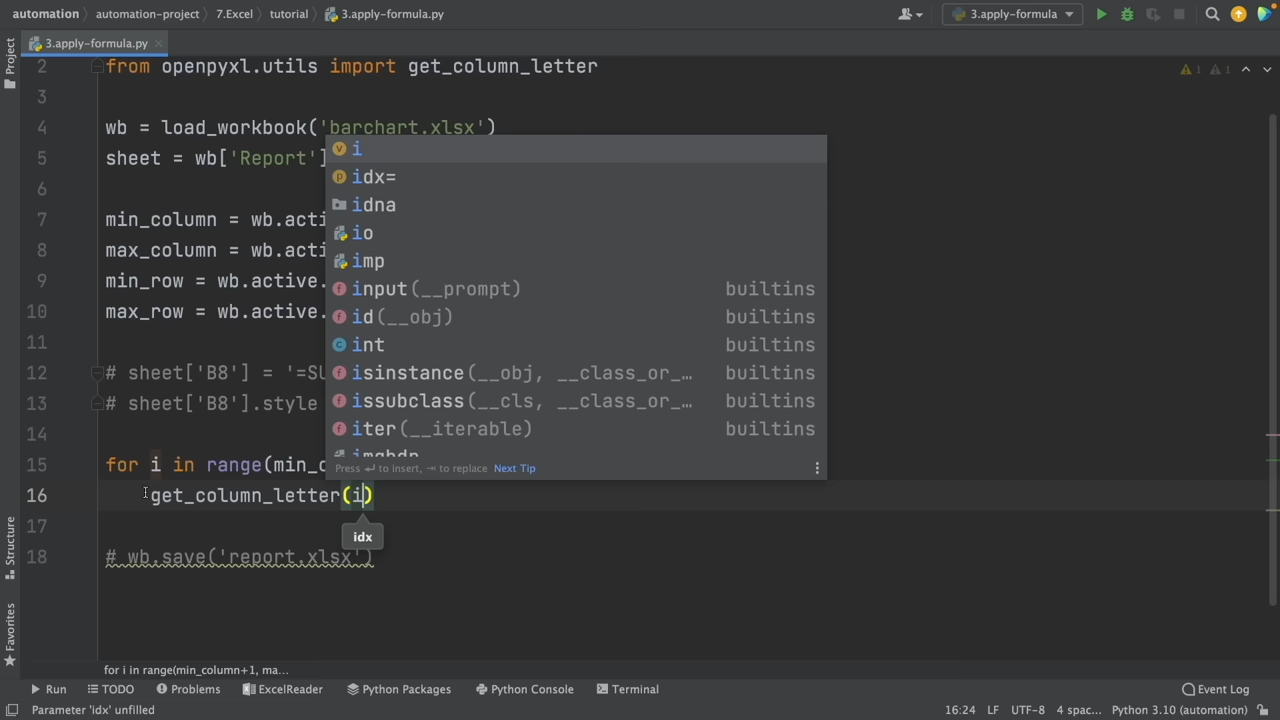 automation automation-project 7.Excel tutorial 3.apply-formula.py 3.apply-formula
3.apply-formula.py
Project
2 from openpyxl.utils import get_column_letter
1 1
3
4 wb = load_workbook('barchart.xlsx')
5 sheet = wb['Report']
6
7 min_column = wb.acti
8 max_column = wb.acti
9 min_row = wb.active.
10 max_row = wb.active.
11
12 # sheet['B8'] = '=SU
13 # sheet['B8'].style
14
15 for i in range(min_c
16 get_column_letter(i)
17
18 # wb.save('report.xlsx')
i
idx=
idna
io
imp
input(__prompt) builtins
id(__obj) builtins
int builtins
isinstance(__obj, __class_or_… builtins
issubclass(__cls, __class_or_… builtins
iter(__iterable) builtins
imghdr
Press ↵ to insert, ⇥ to replace Next Tip
idx
Structure
Favorites
for i in range(min_column+1, ma...
Run TODO Problems ExcelReader Python Packages Python Console Terminal Event Log
Parameter 'idx' unfilled 16:24 LF UTF-8 4 spac... Python 3.10 (automation)